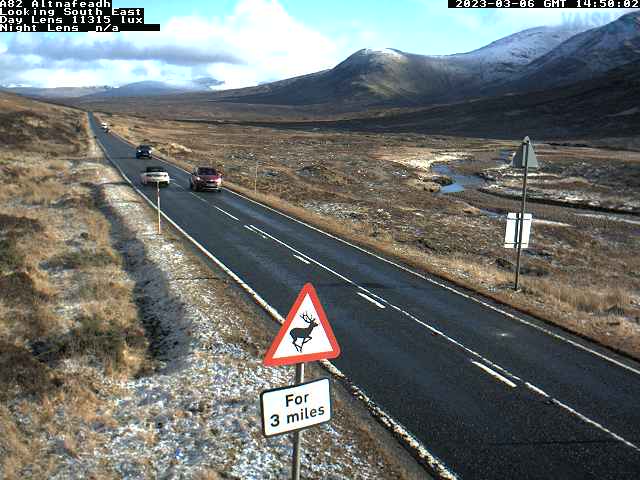 A82 Altnafeadh
Looking South East
Day Lens 11315 lux
Night Lens n/a
2023-03-06 GMT 14:50:02
For
3 miles